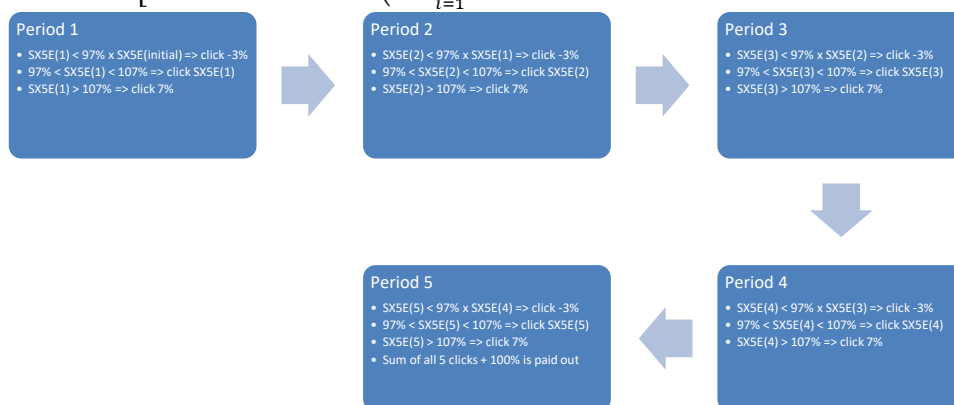 i=1
Period 1
• SX5E(1) < 97% x SX5E(initial) => click -3%
• 97% < SX5E(1) < 107% => click SX5E(1)
• SX5E(1) > 107% => click 7%
Period 2
• SX5E(2) < 97% x SX5E(1) => click -3%
• 97% < SX5E(2) < 107% => click SX5E(2)
• SX5E(2) > 107% => click 7%
Period 3
• SX5E(3) < 97% x SX5E(2) => click -3%
• 97% < SX5E(3) < 107% => click SX5E(3)
• SX5E(3) > 107% => click 7%
Period 4
• SX5E(4) < 97% x SX5E(3) => click -3%
• 97% < SX5E(4) < 107% => click SX5E(4)
• SX5E(4) > 107% => click 7%
Period 5
• SX5E(5) < 97% x SX5E(4) => click -3%
• 97% < SX5E(5) < 107% => click SX5E(5)
• SX5E(5) > 107% => click 7%
• Sum of all 5 clicks + 100% is paid out